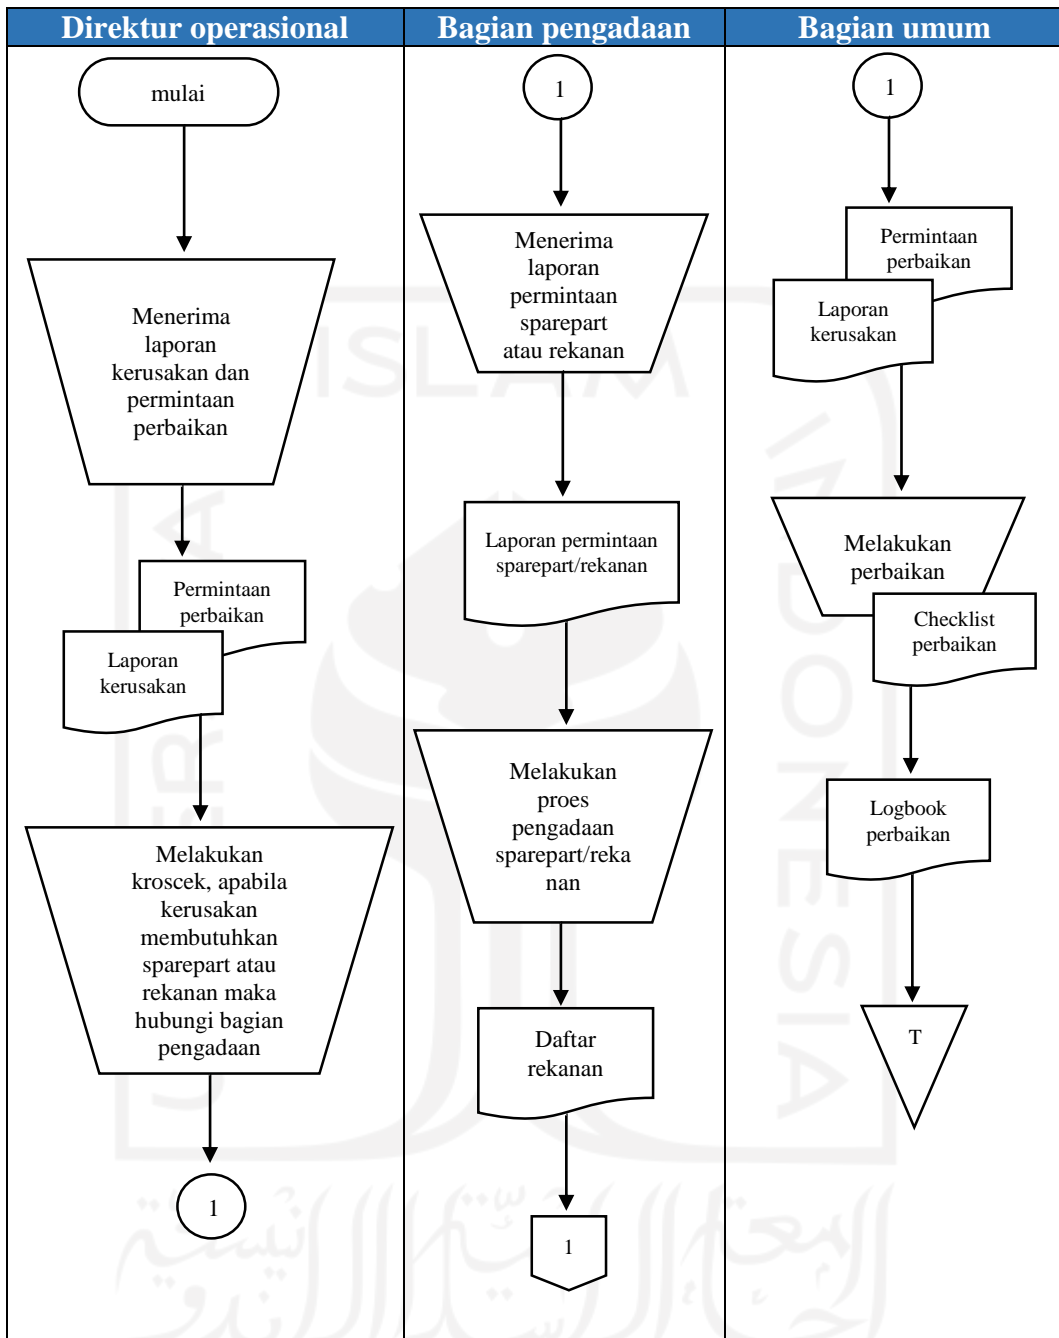 Direktur operasional
Bagian pengadaan
Bagian umum
mulai
Menerima
laporan
kerusakan dan
permintaan
perbaikan
Permintaan
perbaikan
Laporan
kerusakan
Melakukan
kroscek, apabila
kerusakan
membutuhkan
sparepart atau
rekanan maka
hubungi bagian
pengadaan
1
1
Menerima
laporan
permintaan
sparepart
atau rekanan
Laporan permintaan
sparepart/rekanan
Melakukan
proes
pengadaan
sparepart/reka
nan
Daftar
rekanan
1
1
Permintaan
perbaikan
Laporan
kerusakan
Melakukan
perbaikan
Checklist
perbaikan
Logbook
perbaikan
T
ISLAM
INDONESIA